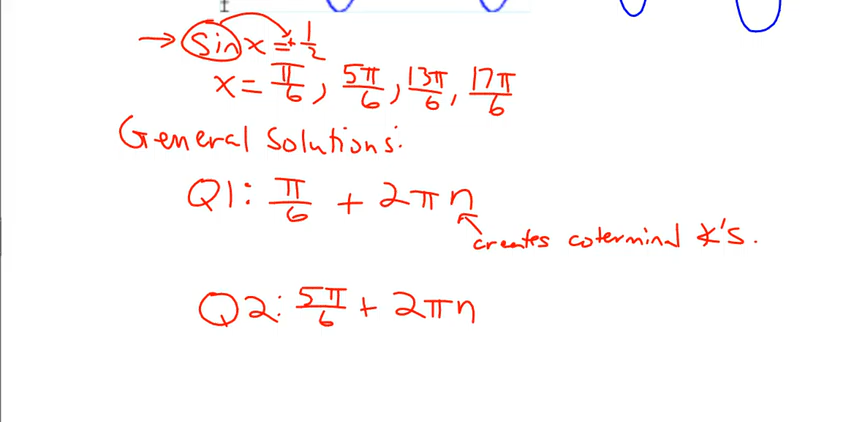 → sin x = + 1/2
x = π/6, 5π/6, 13π/6, 17π/6
General Solutions:
Q1: π/6 + 2πn
creates coterminal ∡'s.
Q2: 5π/6 + 2πn